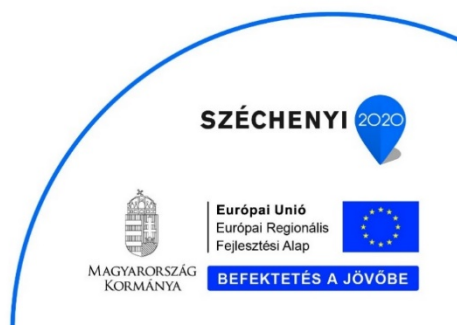 SZÉCHENYI 2020
Európai Unió
Európai Regionális
Fejlesztési Alap
MAGYARORSZÁG
KORMÁNYA
BEFEKTETÉS A JÖVŐBE